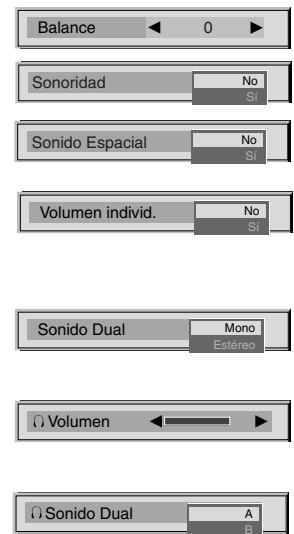 Balance ◄ 0 ►
Sonoridad No
Sí
Sonido Espacial No
Sí
Volumen individ. No
Sí
Sonido Dual Mono
Estéreo
Volumen ◄ ►
Sonido Dual A
B